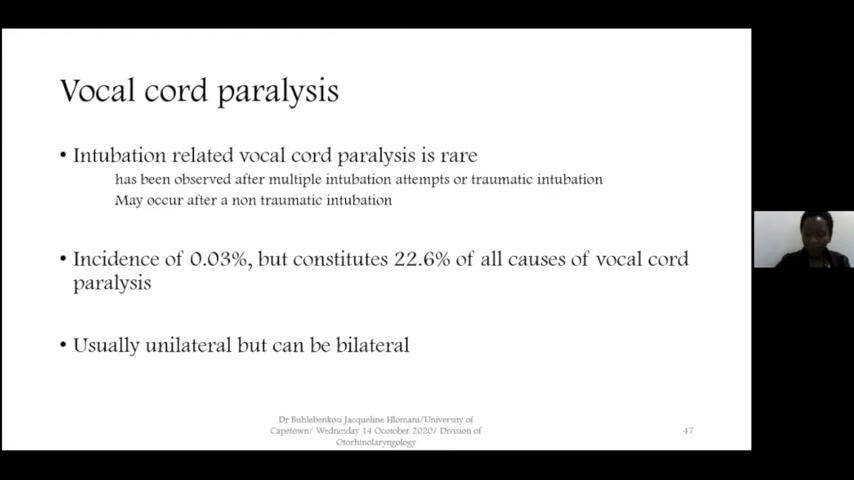 Vocal cord paralysis
• Intubation related vocal cord paralysis is rare
has been observed after multiple intubation attempts or traumatic intubation
May occur after a non traumatic intubation
• Incidence of 0.03%, but constitutes 22.6% of all causes of vocal cord
paralysis
• Usually unilateral but can be bilateral
Dr Buhlebenkosi Jacqueline Hlomani/University of
Capetown/ Wednesday 14 Ocotober 2020/ Division of
Otorhinolaryngology
47